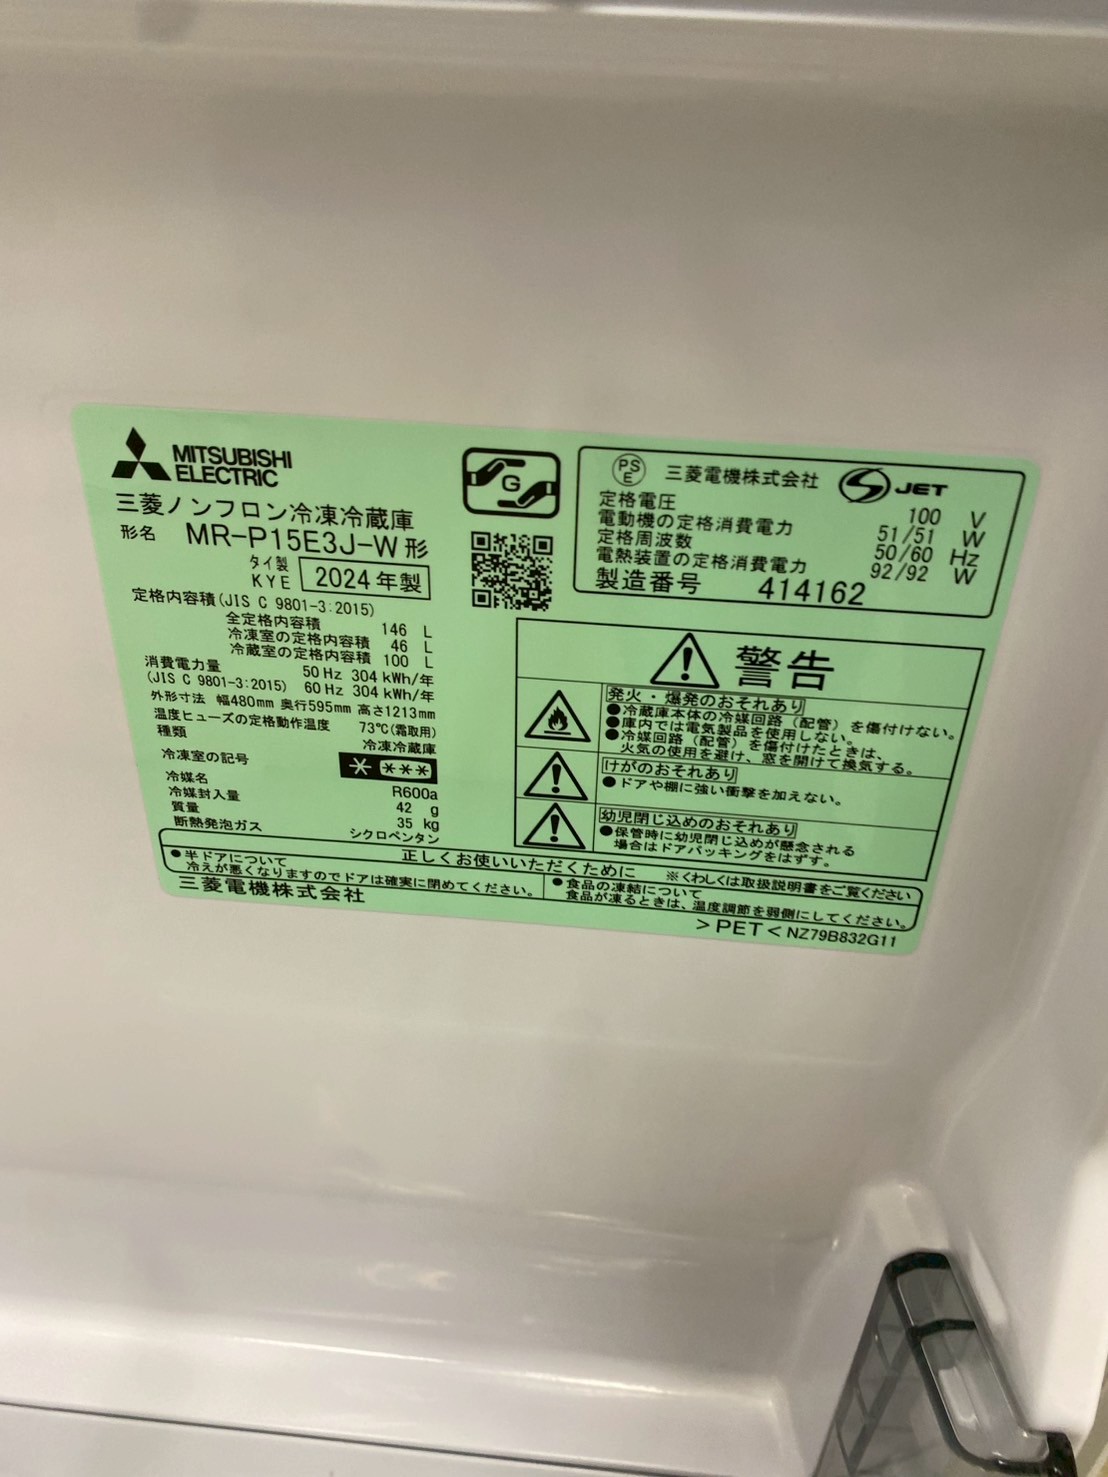 MITSUBISHI
ELECTRIC
三菱ノンフロン冷凍冷蔵庫
形名 MR-P15E3J-W形
タイ製
KYE 2024年製
定格内容積(JIS C 9801-3:2015)
全定格内容積 146 L
冷凍室の定格内容積 46 L
冷蔵室の定格内容積 100 L
消費電力量 50Hz 304kWh/年
(JIS C 9801-3:2015) 60Hz 304kWh/年
外形寸法 幅480mm 奥行595mm 高さ1213mm
温度ヒューズの定格動作温度 73℃(霜取用)
種類 冷凍冷蔵庫
冷凍室の記号 * ***
冷媒名 R600a
冷媒封入量 42 g
質量 35 kg
断熱発泡ガス シクロペンタン
G
PS
E
三菱電機株式会社 JET
定格電圧 100 V
電動機の定格消費電力 51/51 W
定格周波数 50/60 Hz
電熱装置の定格消費電力 92/92 W
製造番号 414162
警告
発火・爆発のおそれあり
●冷蔵庫本体の冷媒回路(配管)を傷付けない。
●庫内では電気製品を使用しない。
●冷媒回路(配管)を傷付けたときは、
火気の使用を避け、窓を開けて換気する。
けがのおそれあり
●ドアや棚に強い衝撃を加えない。
幼児閉じ込めのおそれあり
●保管時に幼児閉じ込めが懸念される
場合はドアパッキングをはずす。
正しくお使いいただくために ※くわしくは取扱説明書をご覧ください
●半ドアについて
冷えが悪くなりますのでドアは確実に閉めてください。
●食品の凍結について
食品が凍るときは、温度調節を弱側にしてください。
三菱電機株式会社
>PET< NZ79B832G11